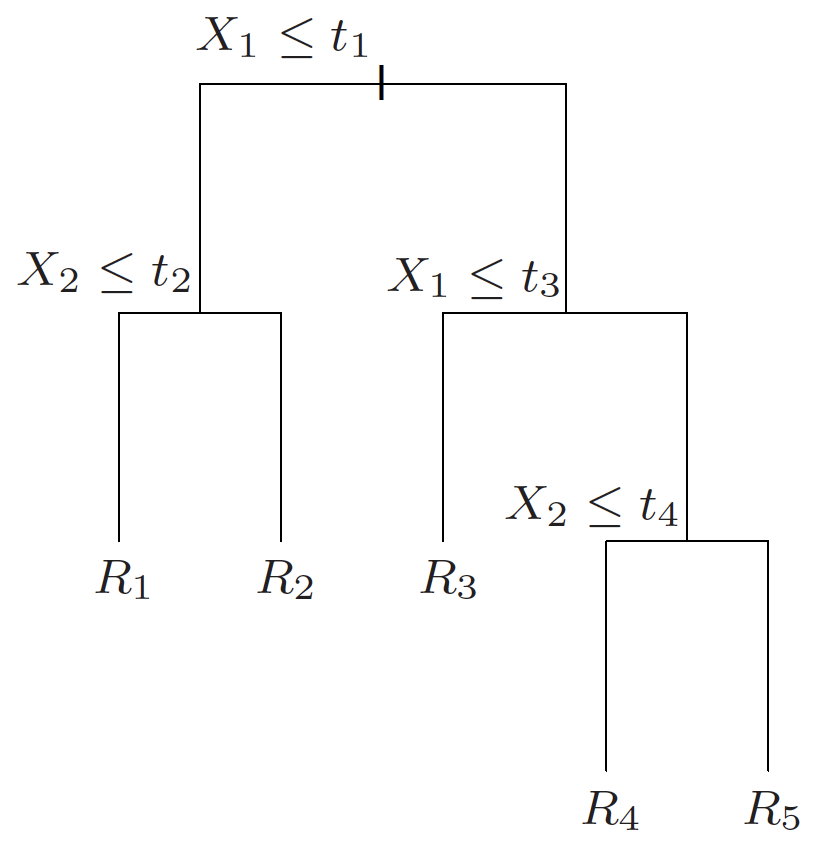 X₁ ≤ t₁
X₂ ≤ t₂
X₁ ≤ t₃
X₂ ≤ t₄
R₁
R₂
R₃
R₄
R₅